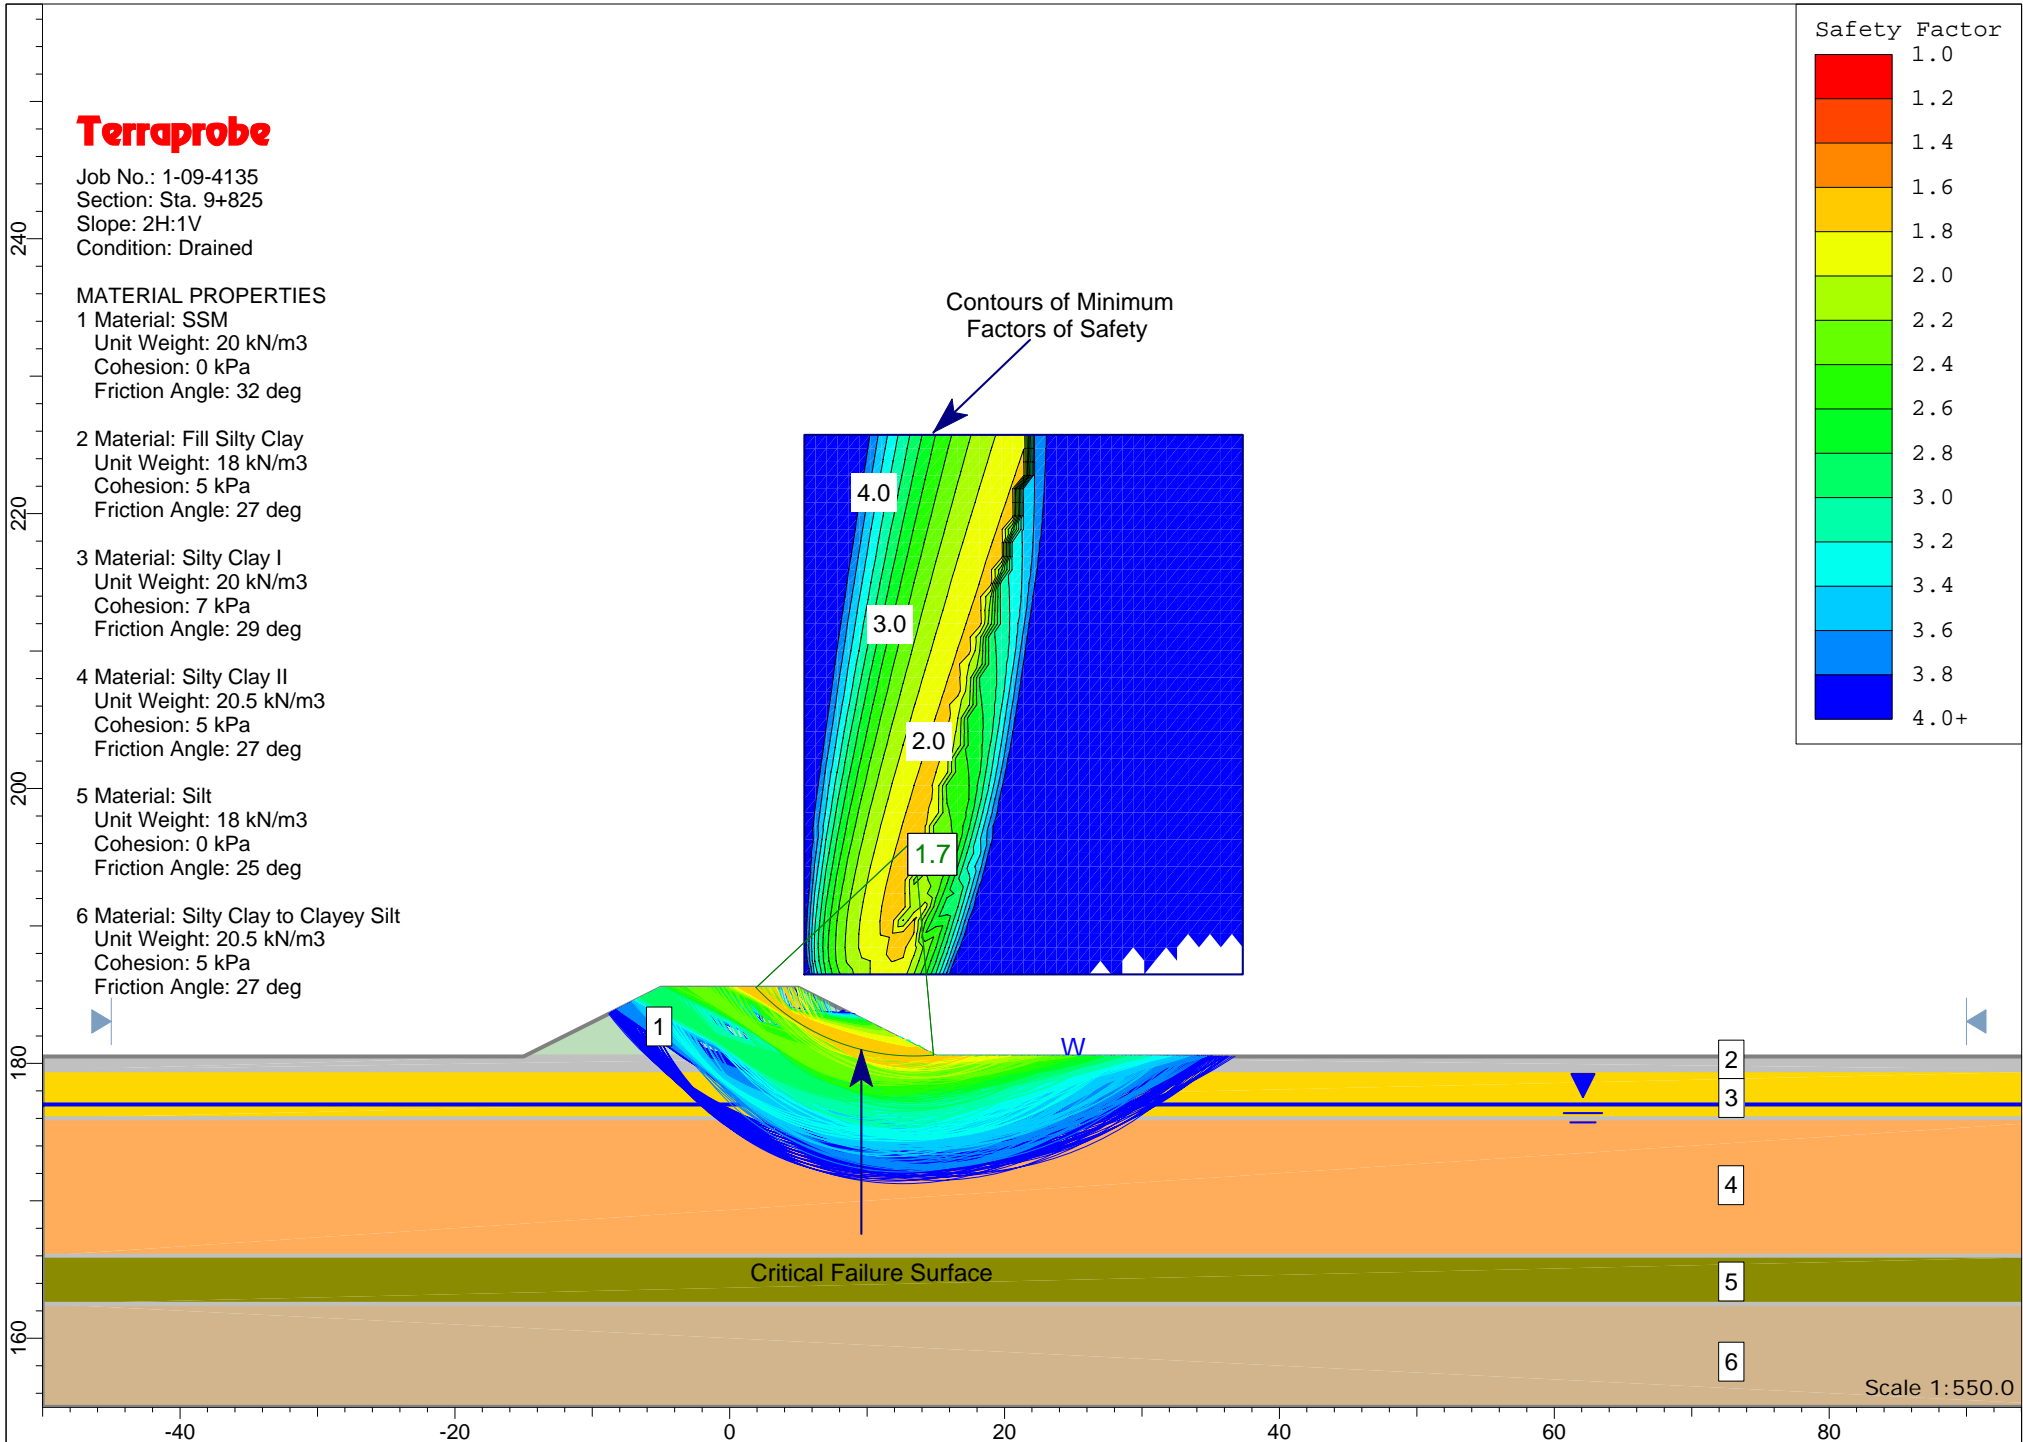 Terraprobe
Job No.: 1-09-4135
Section: Sta. 9+825
Slope: 2H:1V
Condition: Drained
MATERIAL PROPERTIES
1 Material: SSM
Unit Weight: 20 kN/m3
Cohesion: 0 kPa
Friction Angle: 32 deg
2 Material: Fill Silty Clay
Unit Weight: 18 kN/m3
Cohesion: 5 kPa
Friction Angle: 27 deg
3 Material: Silty Clay I
Unit Weight: 20 kN/m3
Cohesion: 7 kPa
Friction Angle: 29 deg
4 Material: Silty Clay II
Unit Weight: 20.5 kN/m3
Cohesion: 5 kPa
Friction Angle: 27 deg
5 Material: Silt
Unit Weight: 18 kN/m3
Cohesion: 0 kPa
Friction Angle: 25 deg
6 Material: Silty Clay to Clayey Silt
Unit Weight: 20.5 kN/m3
Cohesion: 5 kPa
Friction Angle: 27 deg
Contours of Minimum
Factors of Safety
4.0
3.0
2.0
1.7
Safety Factor
1.0
1.2
1.4
1.6
1.8
2.0
2.2
2.4
2.6
2.8
3.0
3.2
3.4
3.6
3.8
4.0+
1
W
2
3
4
5
6
Critical Failure Surface
Scale 1:550.0
240
220
200
180
160
-40
-20
0
20
40
60
80